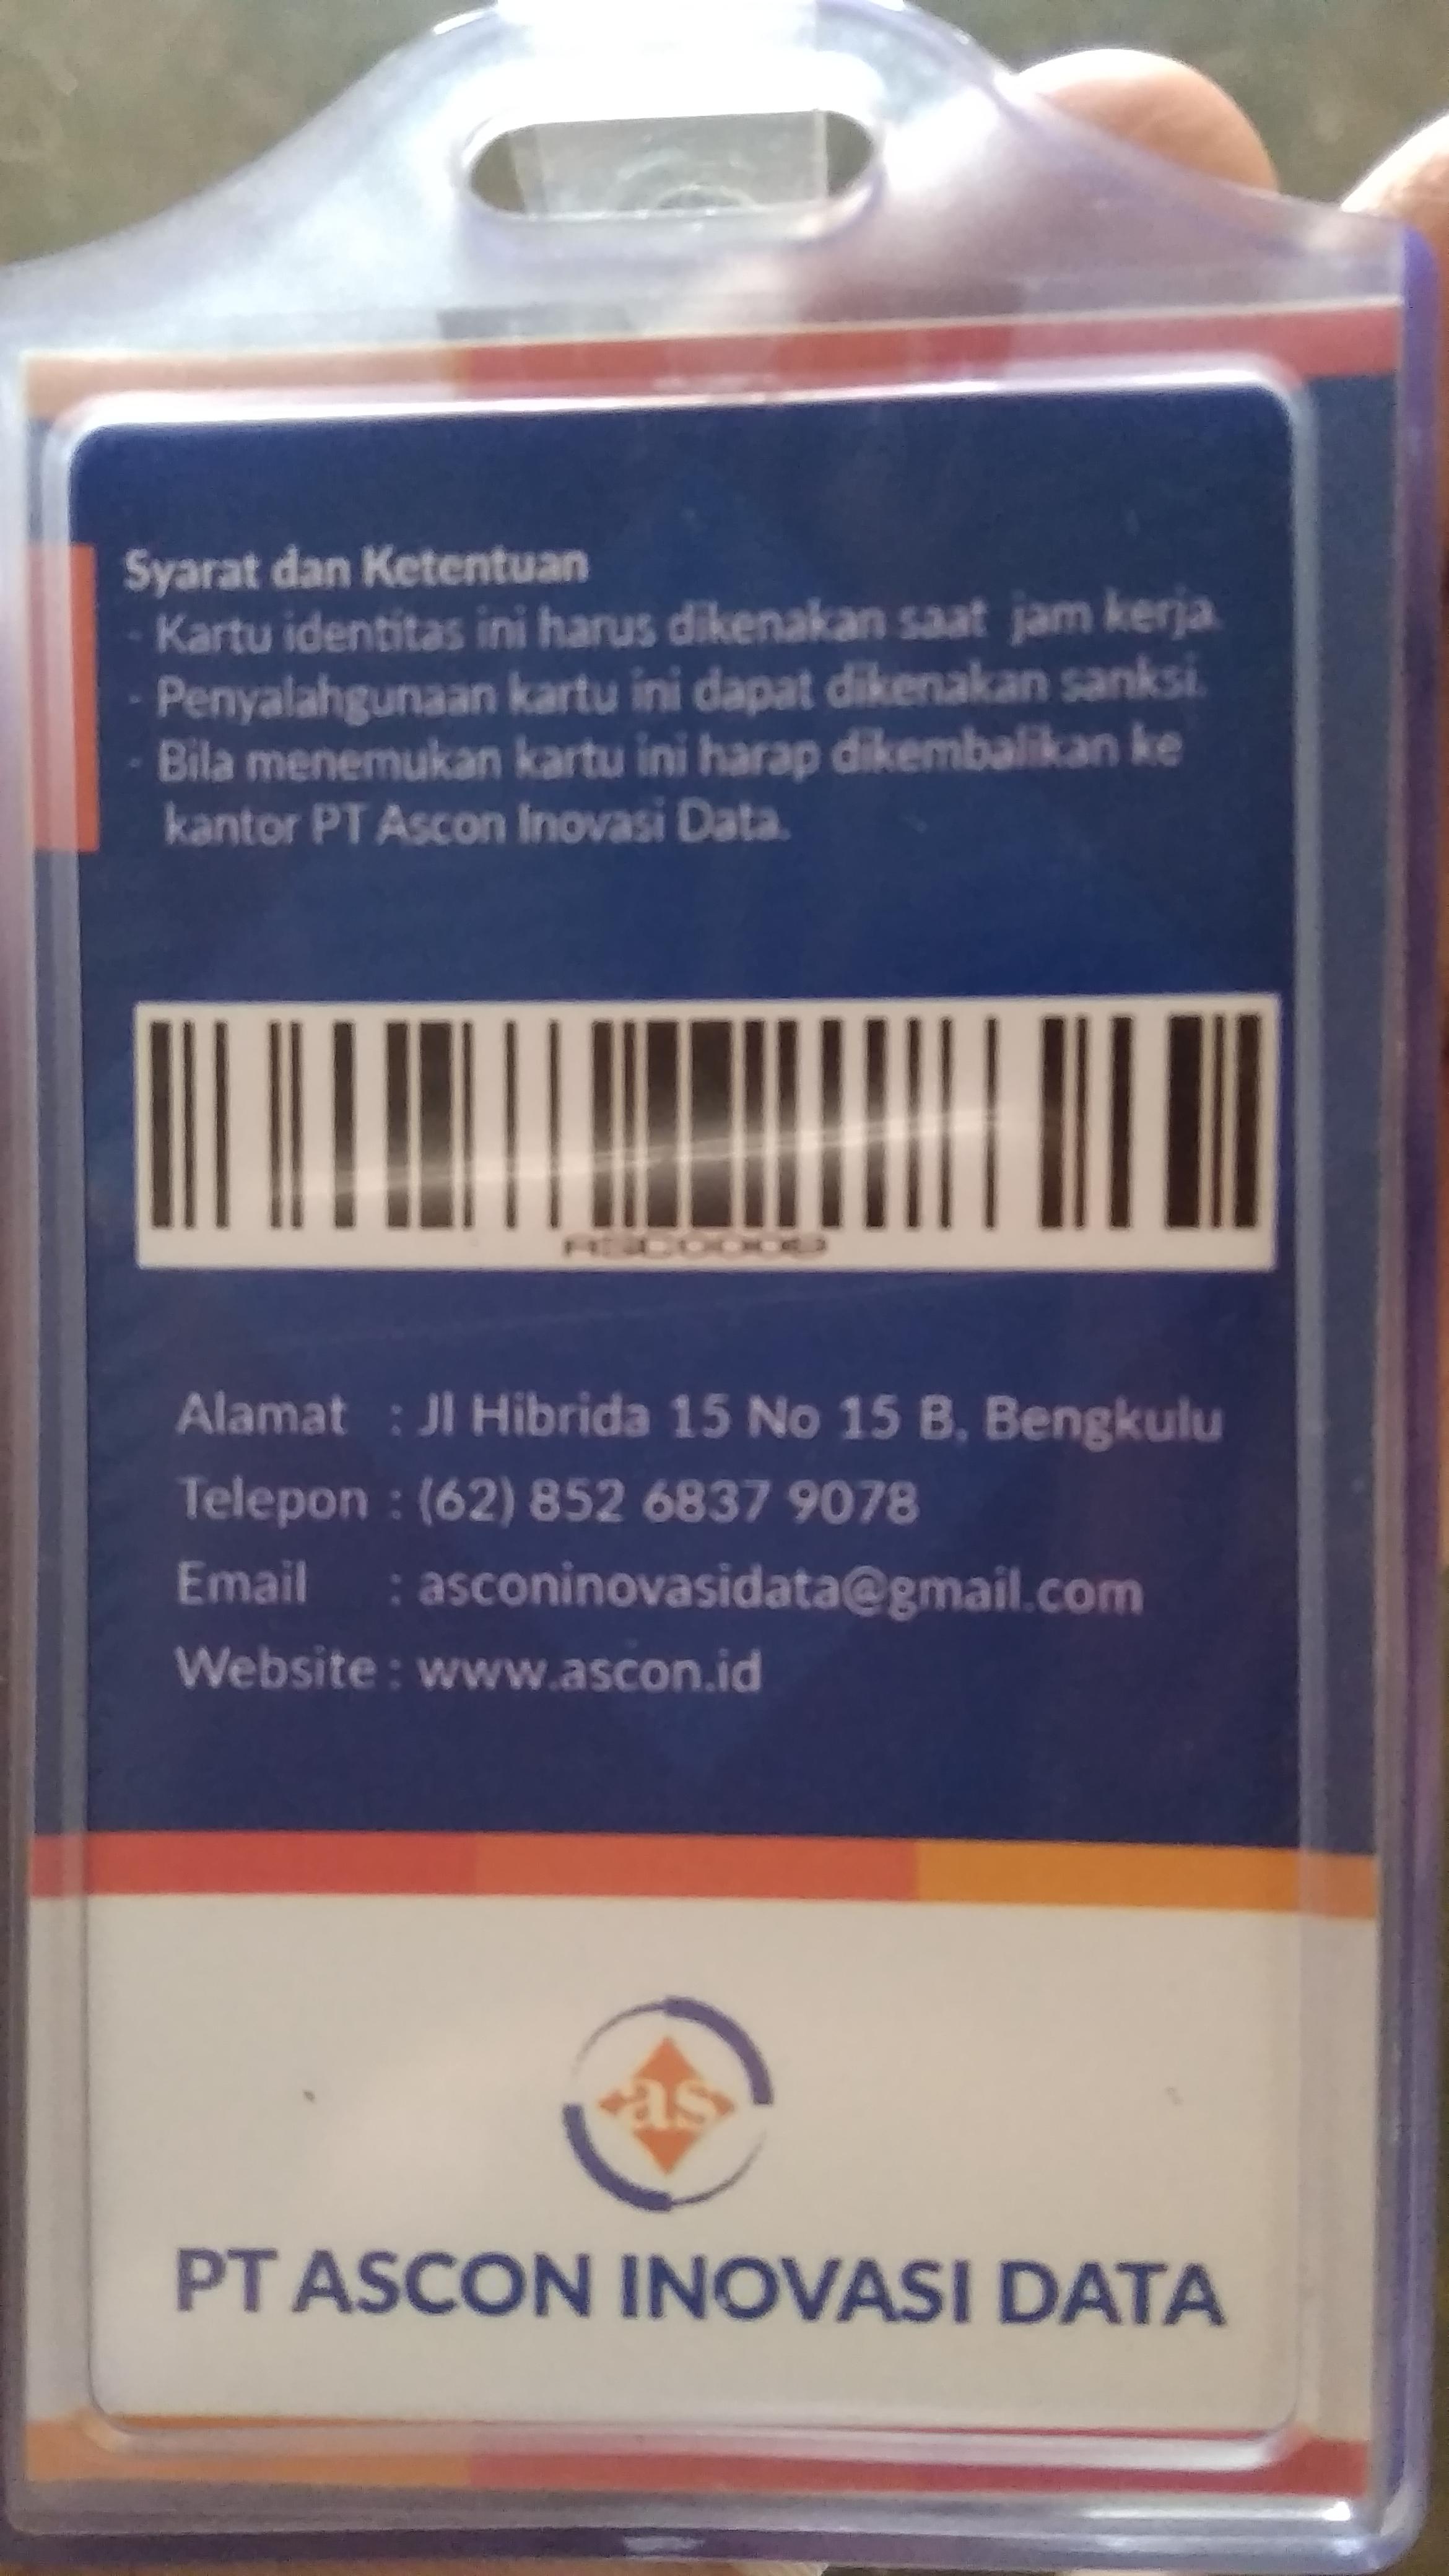 Syarat dan Ketentuan
- Kartu identitas ini harus dikenakan saat jam kerja.
- Penyalahgunaan kartu ini dapat dikenakan sanksi.
- Bila menemukan kartu ini harap dikembalikan ke
kantor PT Ascon Inovasi Data.
Alamat : Jl Hibrida 15 No 15 B, Bengkulu
Telepon : (62) 852 6837 9078
Email : asconinovasidata@gmail.com
Website : www.ascon.id
as
PT ASCON INOVASI DATA